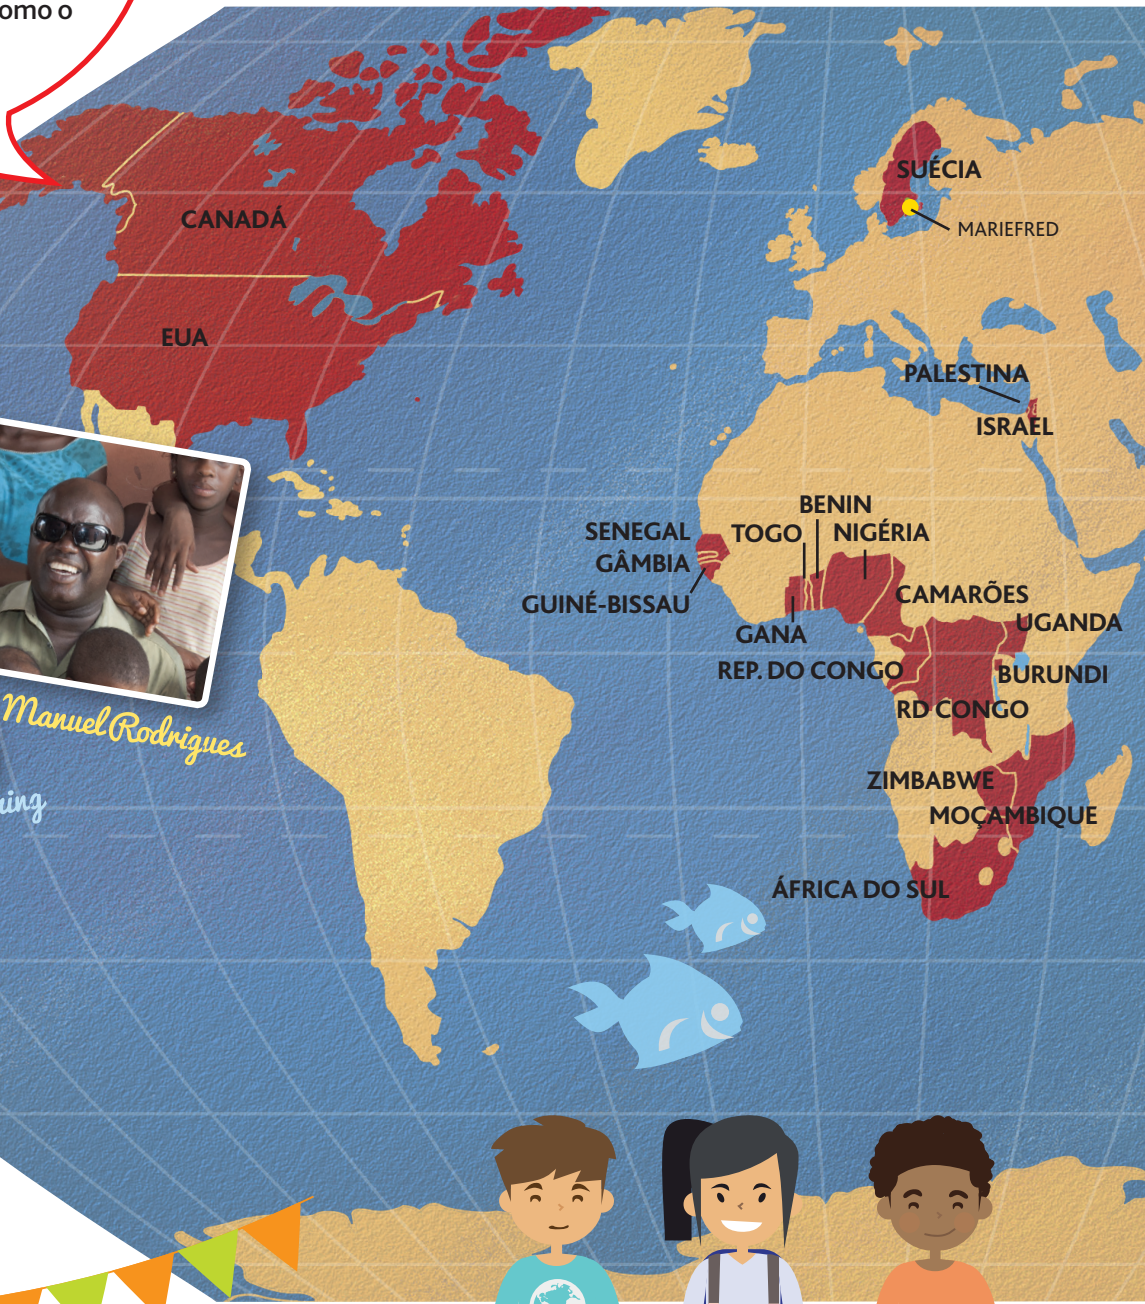 omo o
SUÉCIA
CANADÁ
MARIEFRED
EUA
PALESTINA
ISRAEL
BENIN
SENEGAL
TOGO
NIGÉRIA
GÂMBIA
CAMARÕES
GUINÉ-BISSAU
UGANDA
GANA
REP. DO CONGO
BURUNDI
RD CONGO
Manuel Rodrigues
ZIMBABWE
MOÇAMBIQUE
ÁFRICA DO SUL